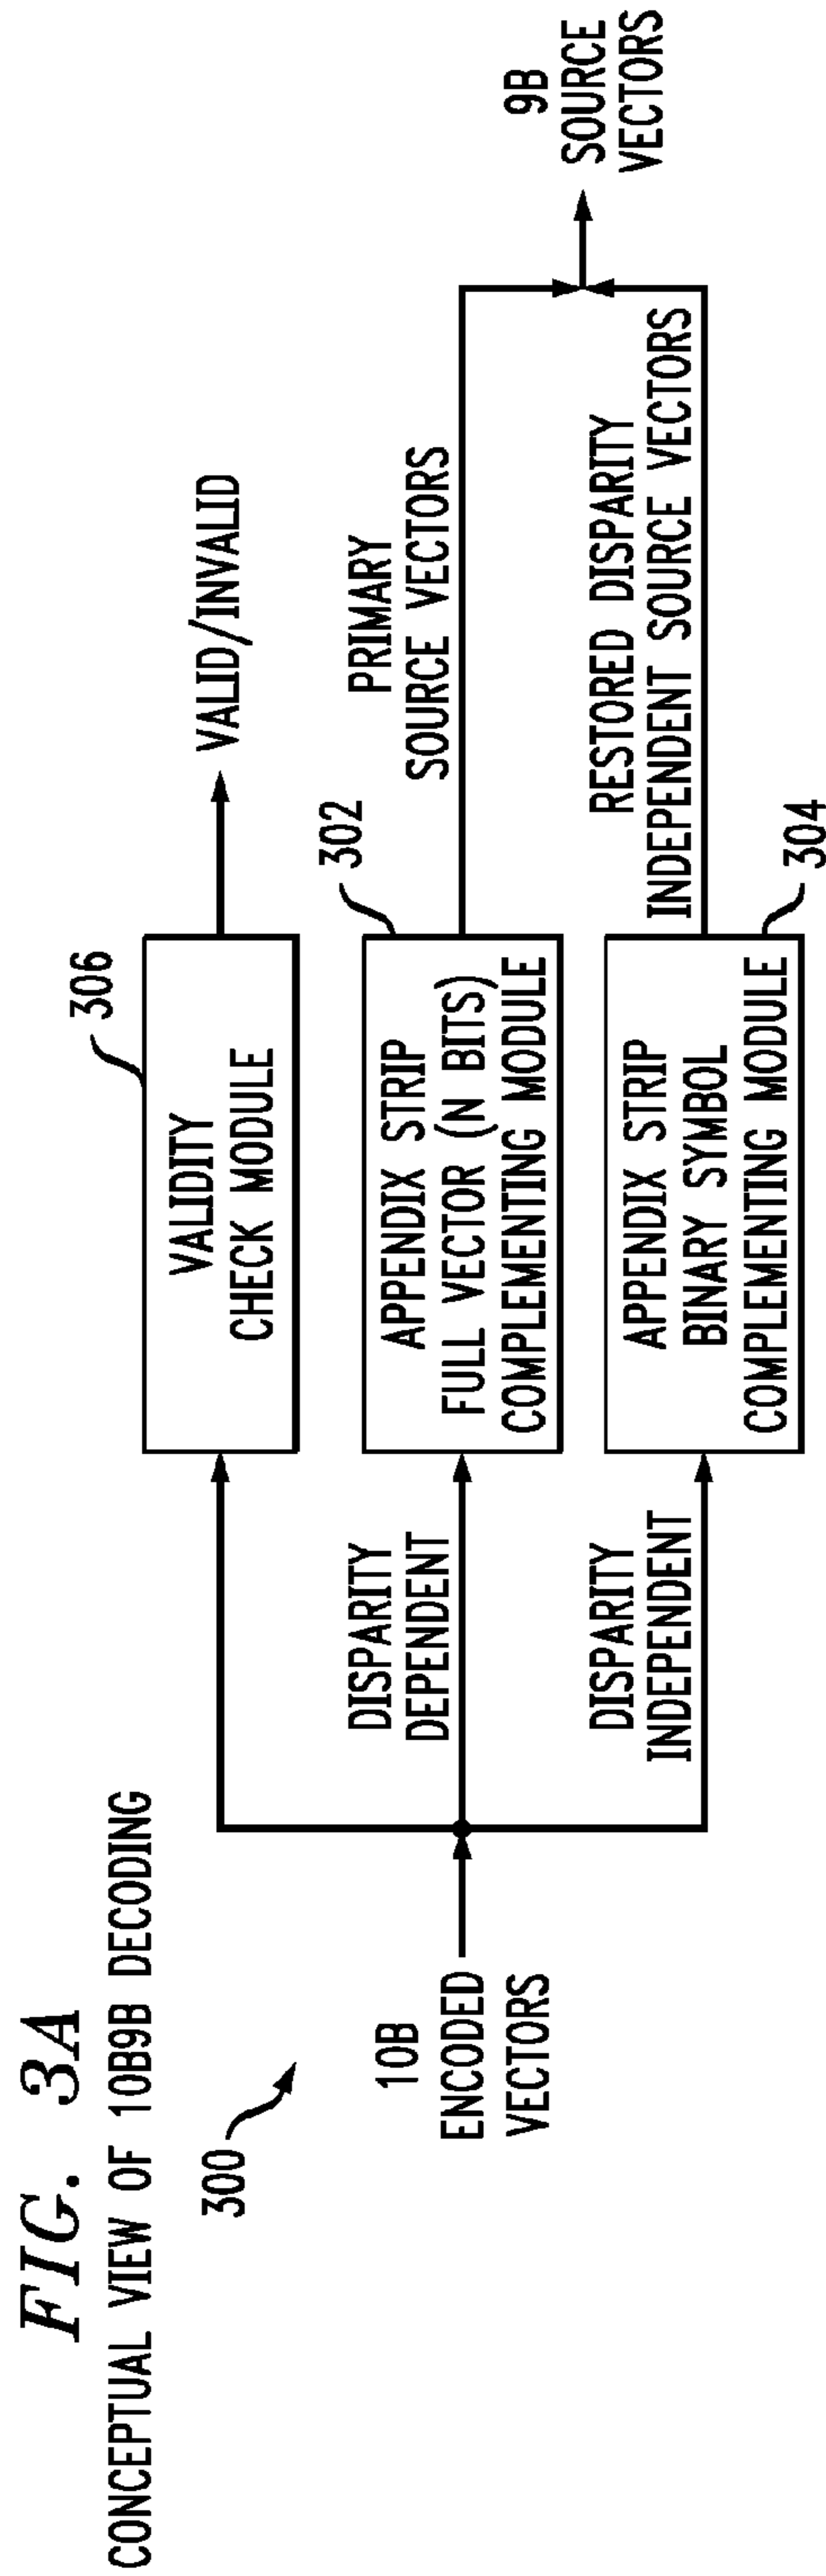 FIG. 3A
CONCEPTUAL VIEW OF 10B9B DECODING
300
10B
ENCODED
VECTORS
DISPARITY
DEPENDENT
DISPARITY
INDEPENDENT
306
VALIDITY
CHECK MODULE
VALID/INVALID
302
APPENDIX STRIP
FULL VECTOR (N BITS)
COMPLEMENTING MODULE
PRIMARY
SOURCE VECTORS
304
APPENDIX STRIP
BINARY SYMBOL
COMPLEMENTING MODULE
RESTORED DISPARITY
INDEPENDENT SOURCE VECTORS
9B
SOURCE
VECTORS